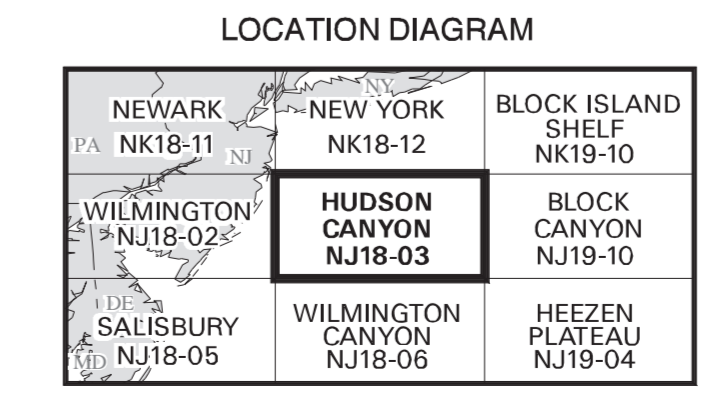 LOCATION DIAGRAM
NEWARK
NK18-11
PA
NJ
NY
NEW YORK
NK18-12
BLOCK ISLAND
SHELF
NK19-10
WILMINGTON
NJ18-02
HUDSON
CANYON
NJ18-03
BLOCK
CANYON
NJ19-10
DE
SALISBURY
MD
NJ18-05
WILMINGTON
CANYON
NJ18-06
HEEZEN
PLATEAU
NJ19-04